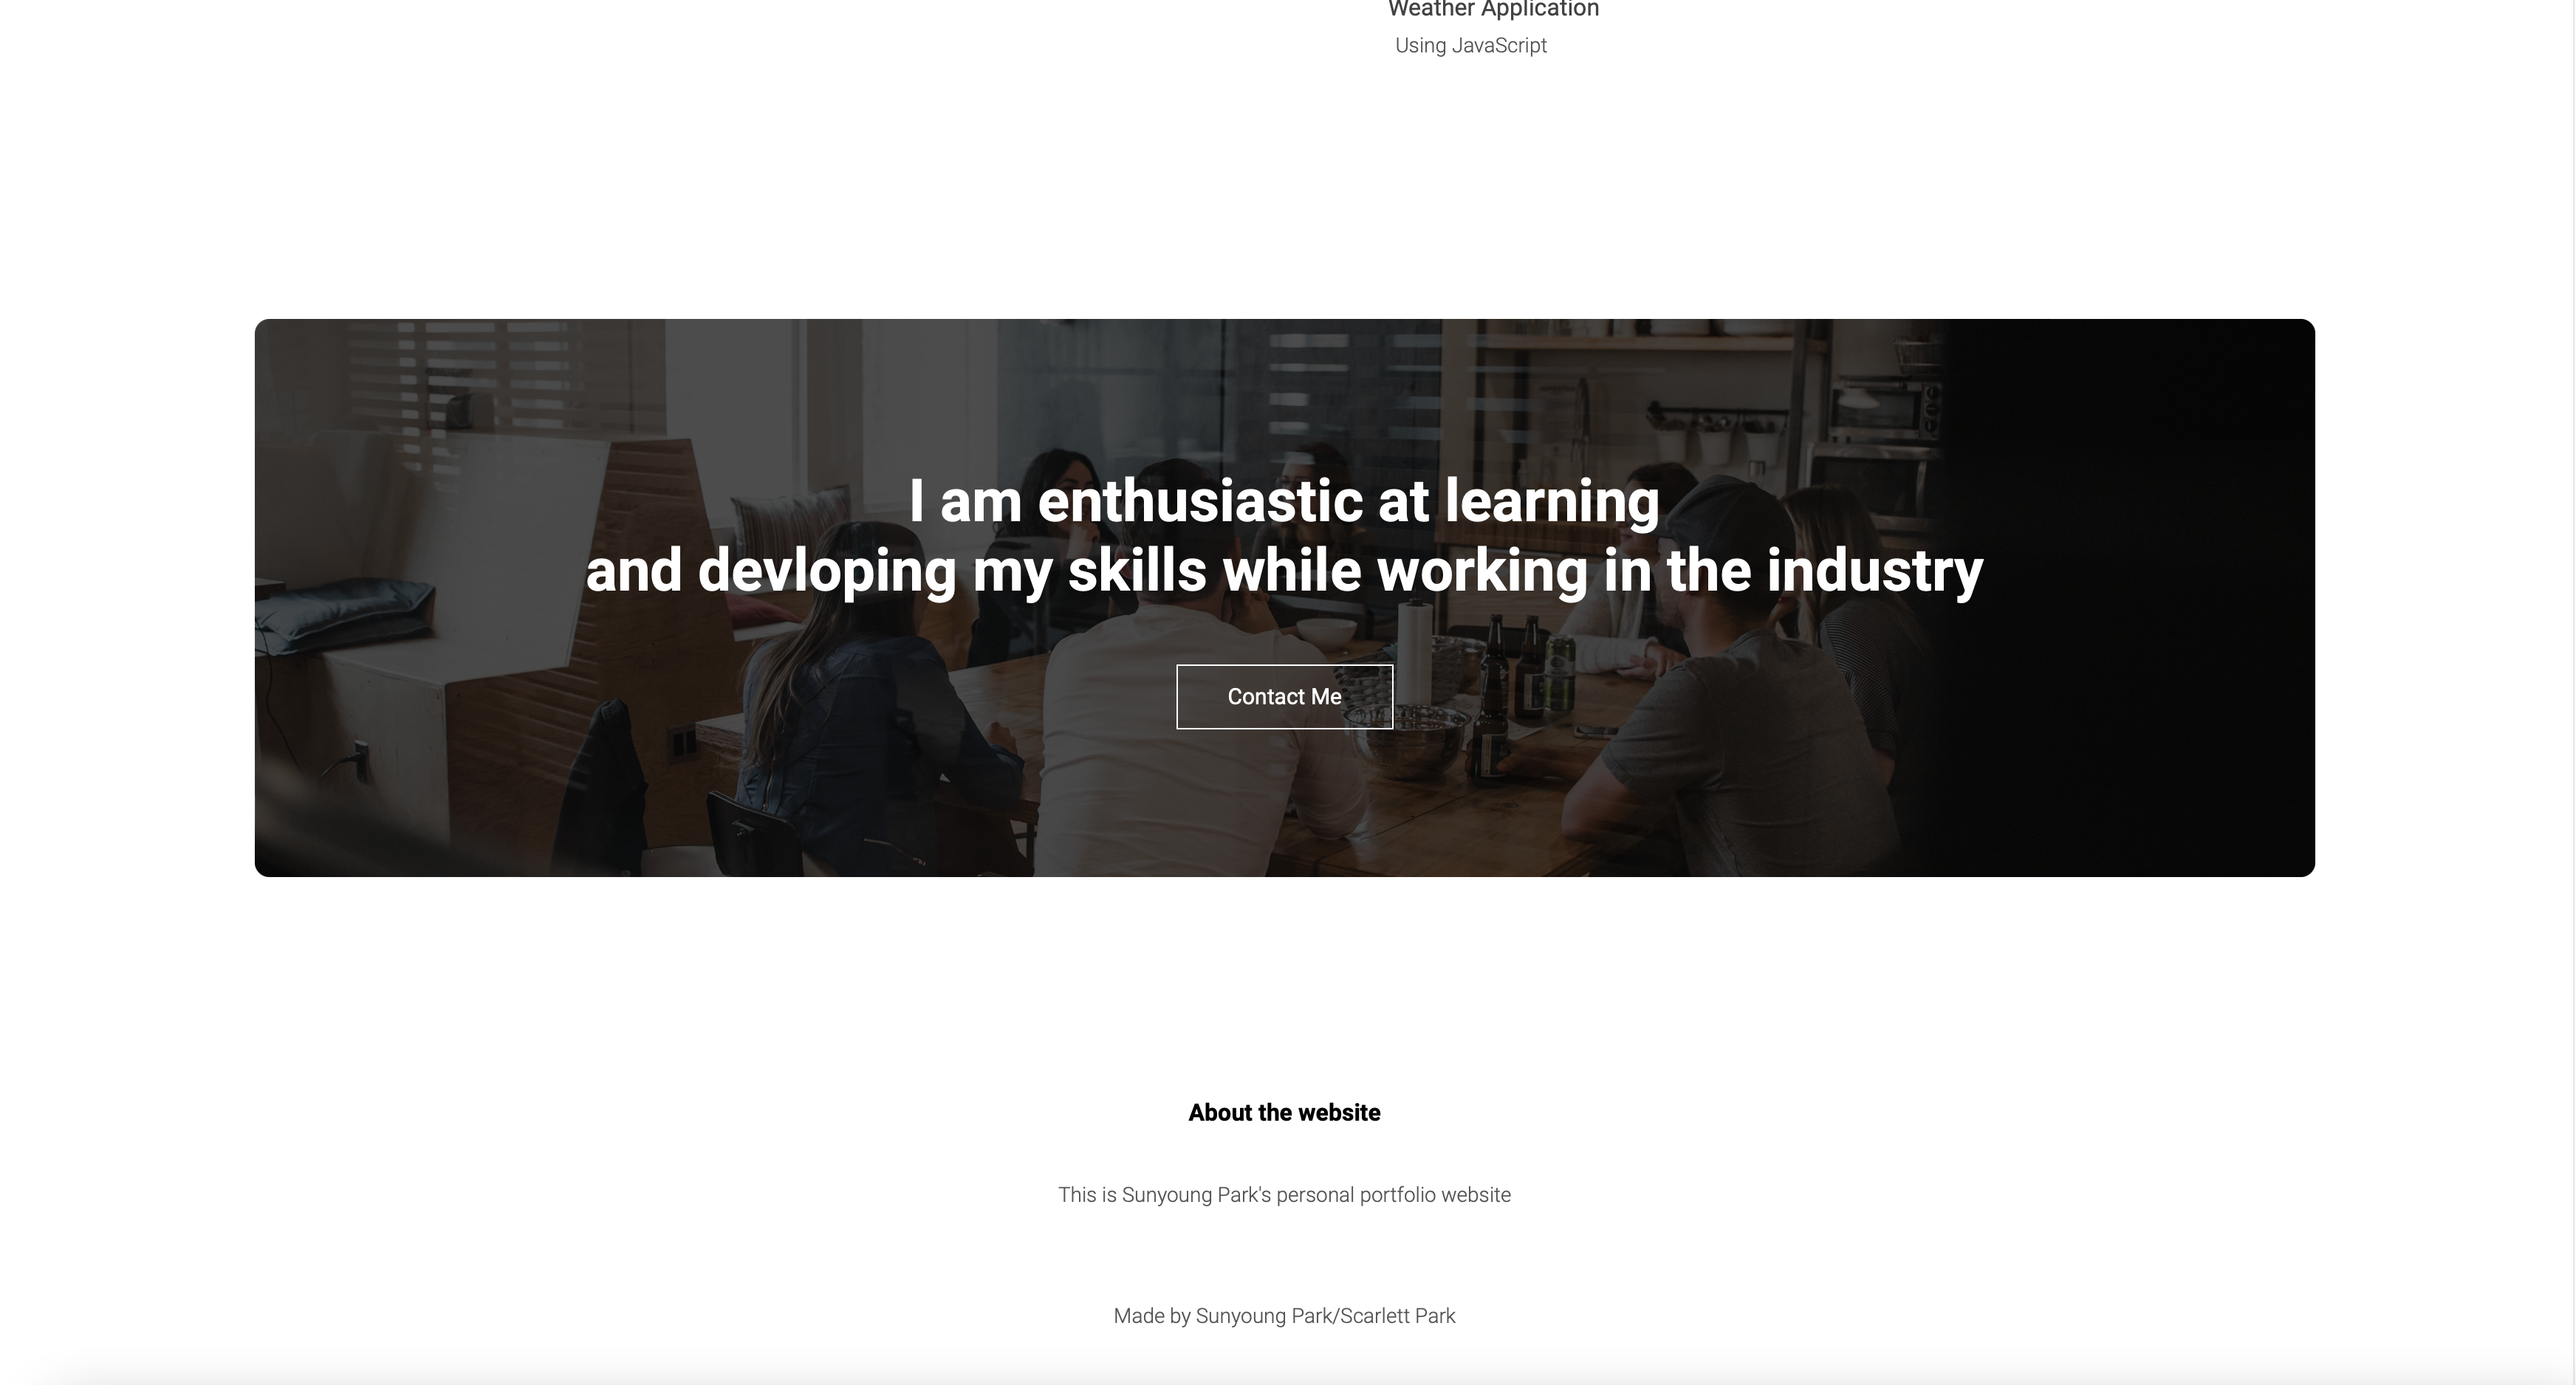 Weather Application
Using JavaScript
I am enthusiastic at learning
and devloping my skills while working in the industry
Contact Me
About the website
This is Sunyoung Park's personal portfolio website
Made by Sunyoung Park/Scarlett Park